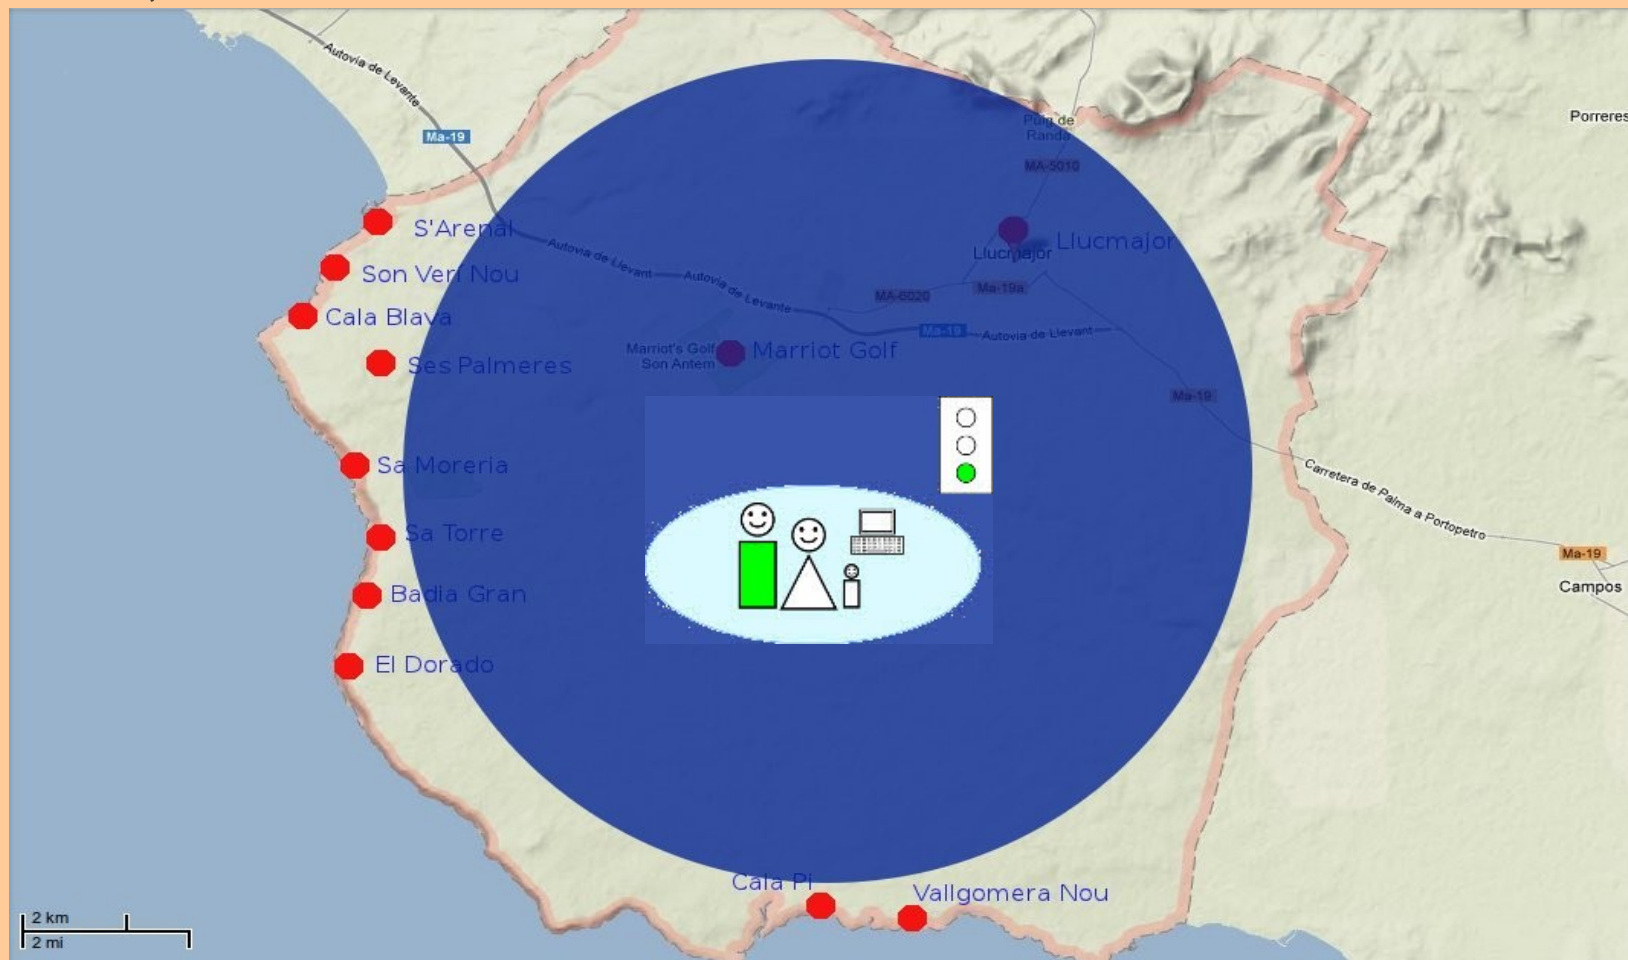 Autovia de Levante
Ma-19
Porreres
Puig de
Randa
MA-5010
S'Arenal
Llucmajor
Llucmajor
Autovia de Llevant
Autovia de Levante
Son Verí Nou
Ma-19a
MA-6020
Cala Blava
Ma-19
Autovia de Llevant
Marriot's Golf
Son Antem
Marriot Golf
Ses Palmeres
Ma-19
Sa Moreria
Carretera de Palma a Portopetro
Sa Torre
Ma-19
Campos
Badia Gran
El Dorado
Cala Pi
Vallgomera Nou
2 km
2 mi